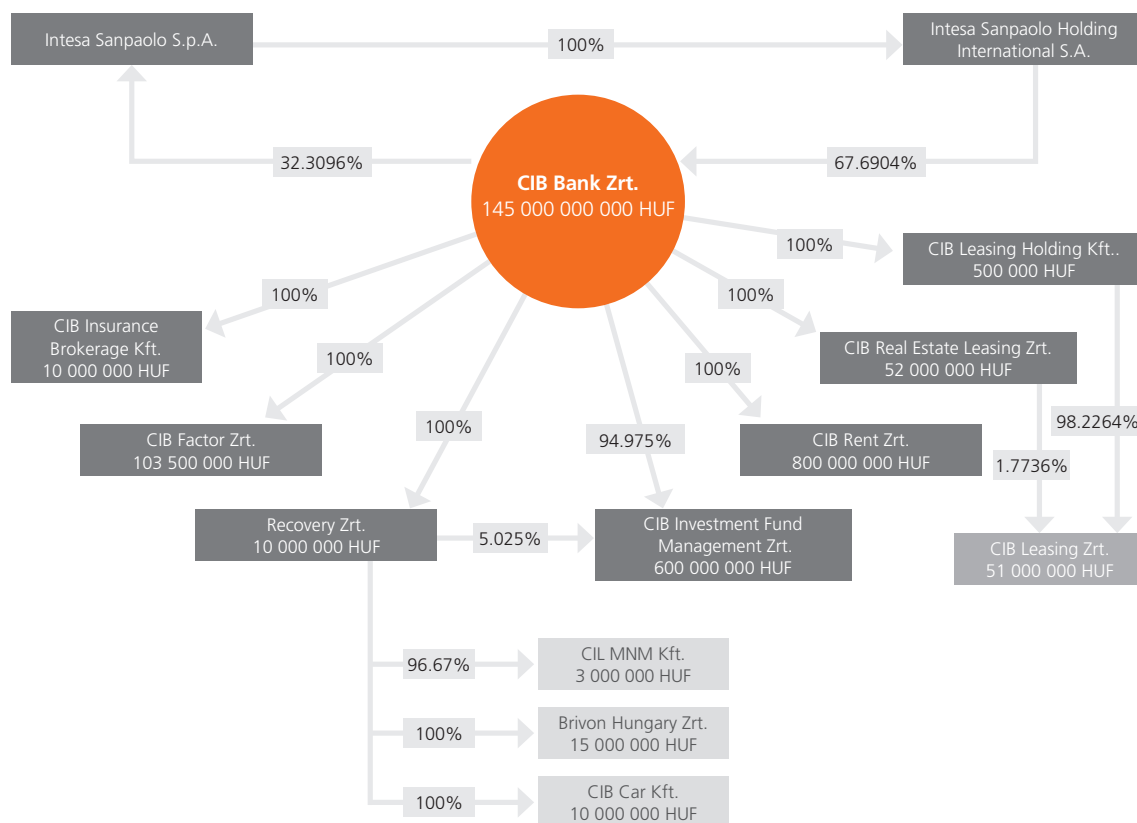 Intesa Sanpaolo S.p.A.
100%
Intesa Sanpaolo Holding
International S.A.
32.3096%
67.6904%
CIB Bank Zrt.
145 000 000 000 HUF
100%
CIB Leasing Holding Kft..
500 000 HUF
100%
100%
CIB Insurance
Brokerage Kft.
10 000 000 HUF
100%
100%
CIB Real Estate Leasing Zrt.
52 000 000 HUF
CIB Factor Zrt.
103 500 000 HUF
100%
94.975%
CIB Rent Zrt.
800 000 000 HUF
98.2264%
1.7736%
Recovery Zrt.
10 000 000 HUF
5.025%
CIB Investment Fund
Management Zrt.
600 000 000 HUF
CIB Leasing Zrt.
51 000 000 HUF
96.67%
CIL MNM Kft.
3 000 000 HUF
100%
Brivon Hungary Zrt.
15 000 000 HUF
100%
CIB Car Kft.
10 000 000 HUF